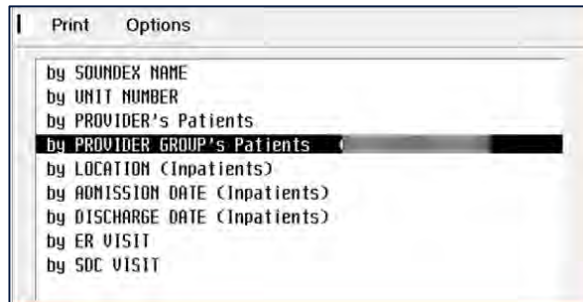 Print Options
by SOUNDEX NAME
by UNIT NUMBER
by PROVIDER's Patients
by PROVIDER GROUP's Patients
by LOCATION (Inpatients)
by ADMISSION DATE (Inpatients)
by DISCHARGE DATE (Inpatients)
by ER VISIT
by SDC VISIT